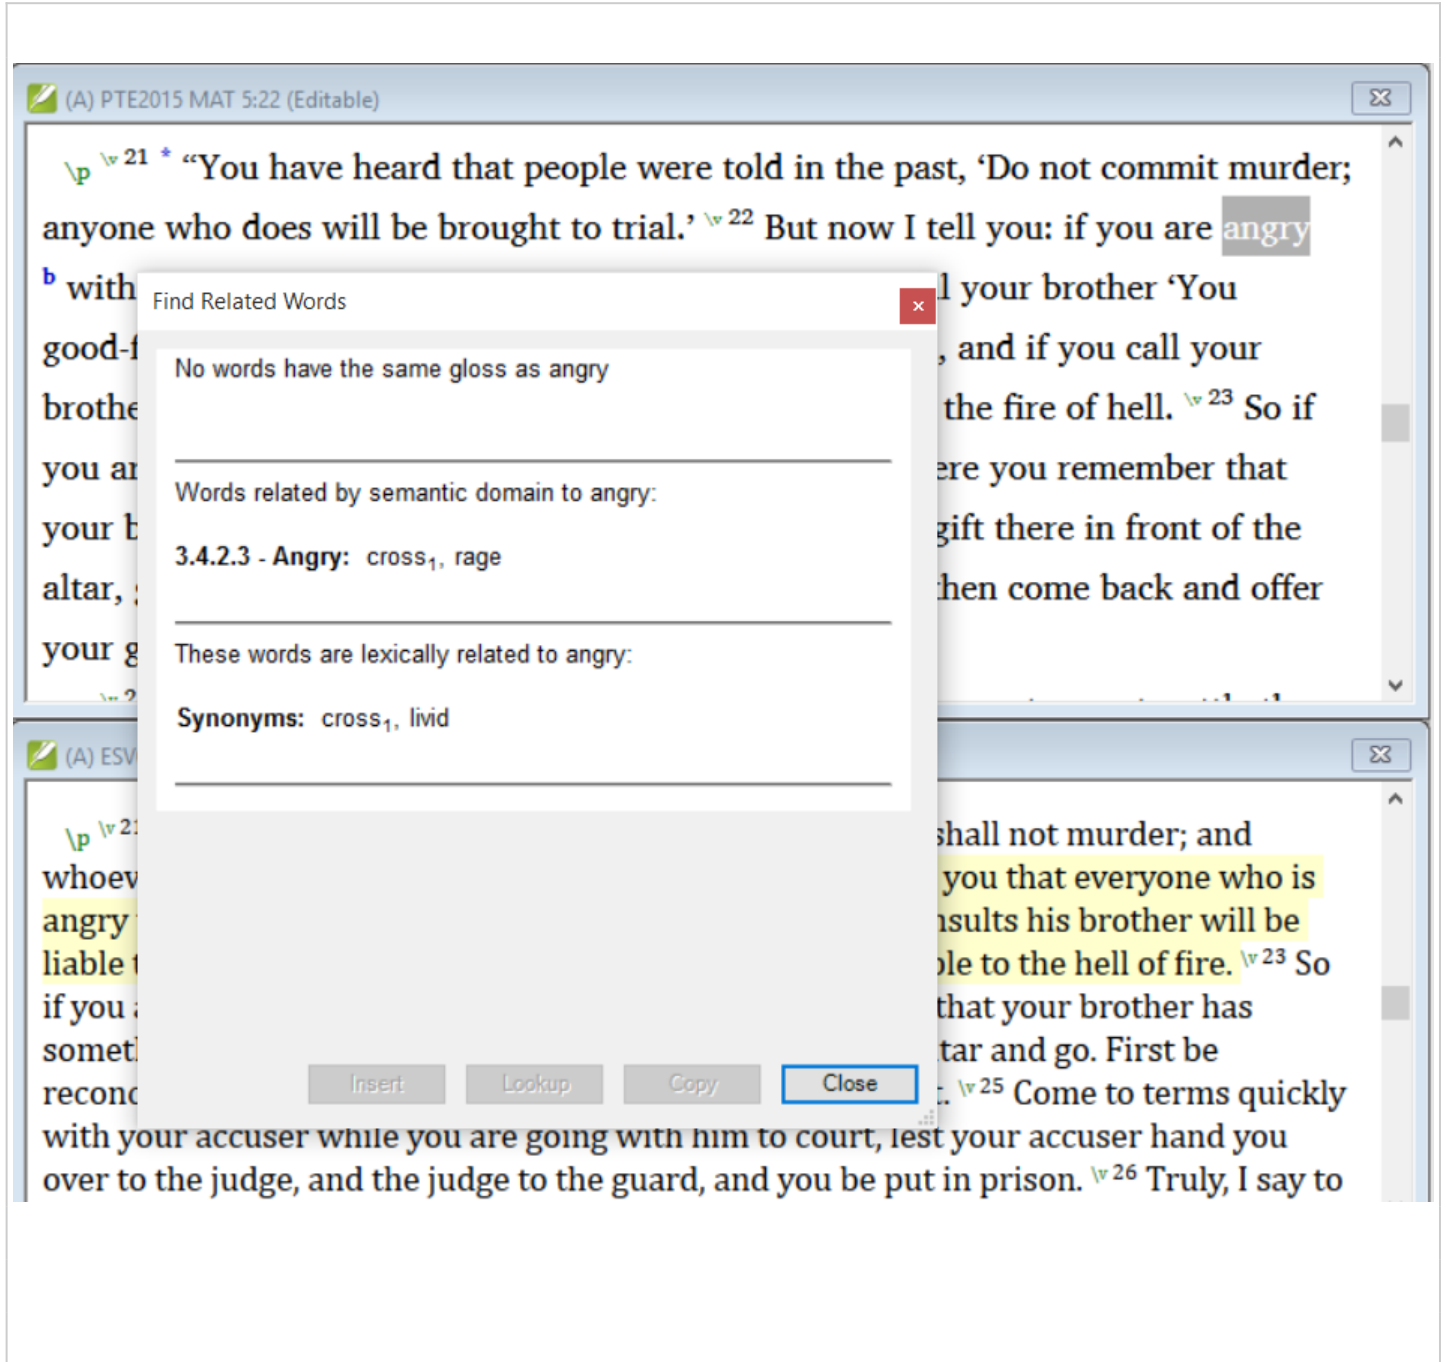 (A) PTE2015 MAT 5:22 (Editable)
\p \v 21 * “You have heard that people were told in the past, ‘Do not commit murder;
anyone who does will be brought to trial.’ \v 22 But now I tell you: if you are angry
b with l your brother ‘You
good-f , and if you call your
brothe the fire of hell. \v 23 So if
you ar ere you remember that
your b gift there in front of the
altar, then come back and offer
your g
Find Related Words
No words have the same gloss as angry
Words related by semantic domain to angry:
3.4.2.3 - Angry: cross1, rage
These words are lexically related to angry:
Synonyms: cross1, livid
Insert Lookup Copy Close
(A) ESV
\p \v 21 shall not murder; and
whoev you that everyone who is
angry nsults his brother will be
liable t ble to the hell of fire. \v 23 So
if you that your brother has
somet tar and go. First be
reconc t. \v 25 Come to terms quickly
with your accuser while you are going with him to court, lest your accuser hand you
over to the judge, and the judge to the guard, and you be put in prison. \v 26 Truly, I say to